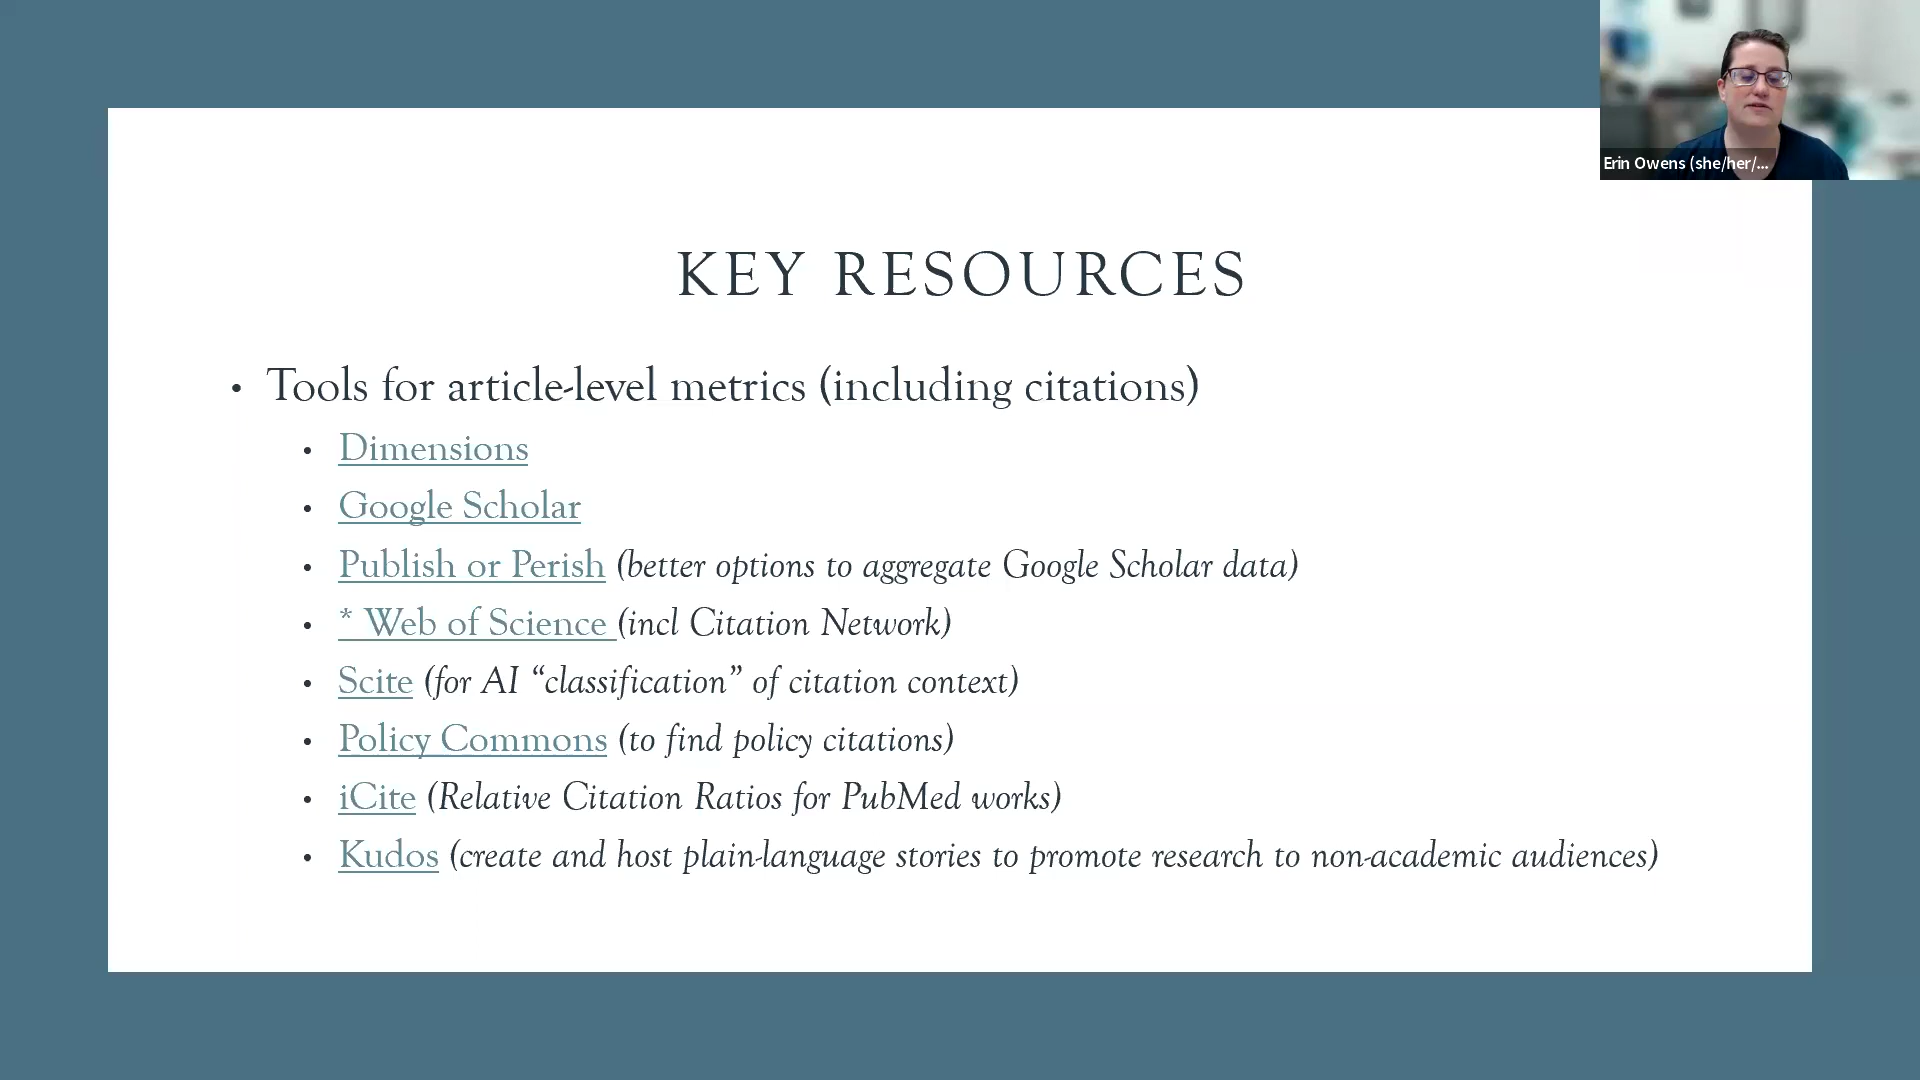 Erin Owens (she/her/...
KEY RESOURCES
• Tools for article-level metrics (including citations)
• Dimensions
• Google Scholar
• Publish or Perish (better options to aggregate Google Scholar data)
• * Web of Science (incl Citation Network)
• Scite (for AI “classification” of citation context)
• Policy Commons (to find policy citations)
• iCite (Relative Citation Ratios for PubMed works)
• Kudos (create and host plain-language stories to promote research to non-academic audiences)